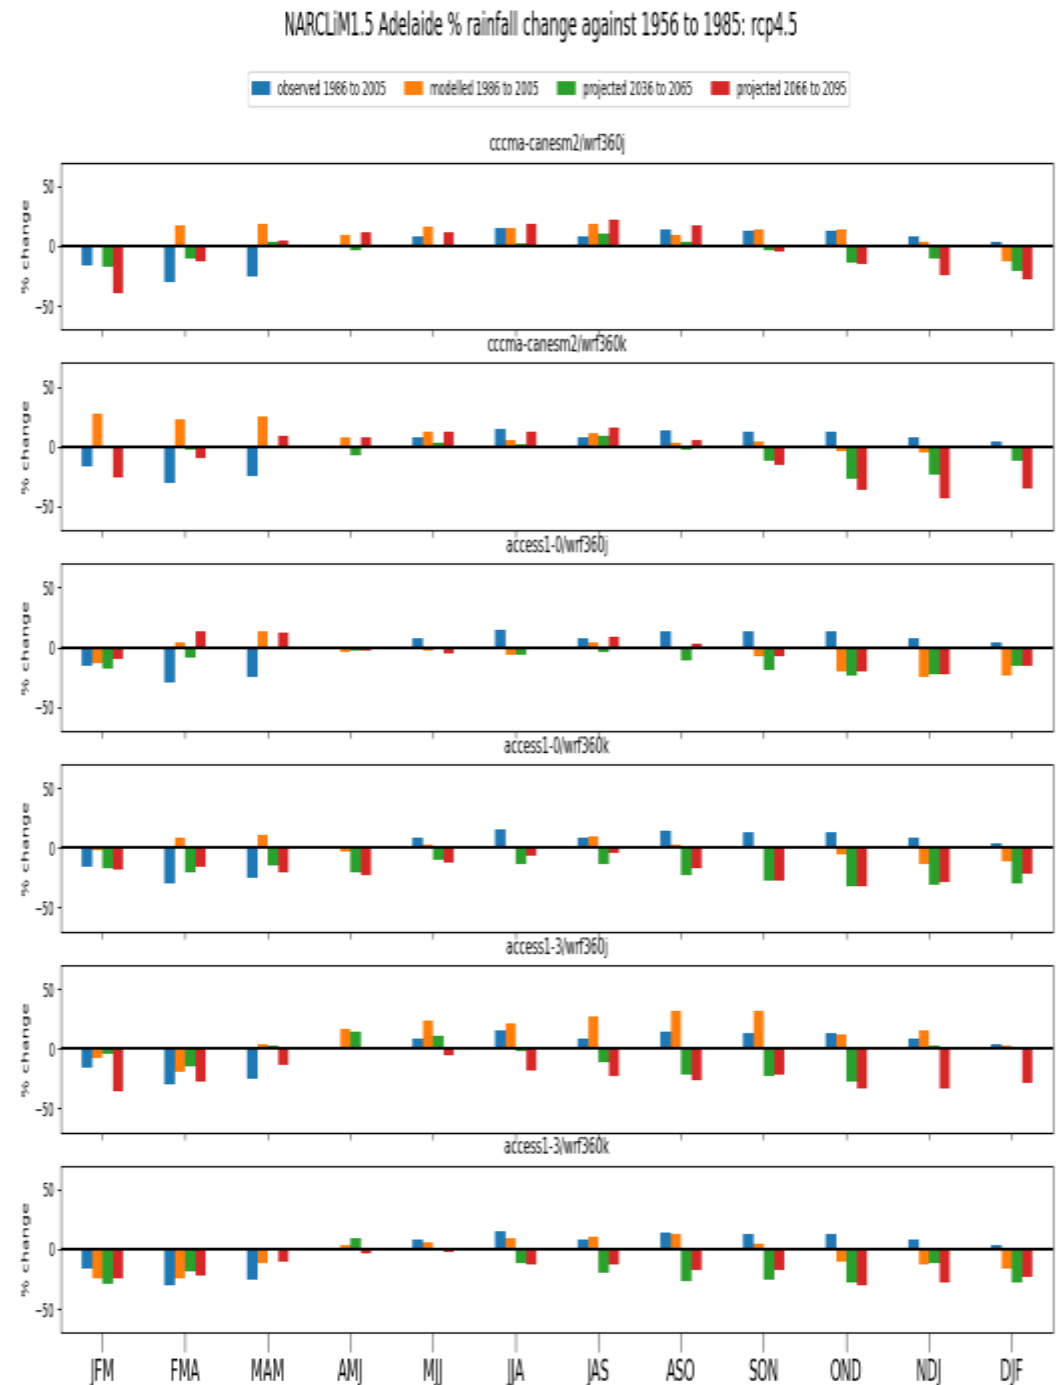 NARCLiM1.5 Adelaide % rainfall change against 1956 to 1985: rcp4.5
observed 1986 to 2005 modelled 1986 to 2005 projected 2036 to 2065 projected 2066 to 2095
cccma-canesm2/wrf360j
50
0
−50
% change
cccma-canesm2/wrf360k
50
0
−50
% change
access1-0/wrf360j
50
0
−50
% change
access1-0/wrf360k
50
0
−50
% change
access1-3/wrf360j
50
0
−50
% change
access1-3/wrf360k
50
0
−50
% change
JFM FMA MAM AMJ MJJ JJA JAS ASO SON OND NDJ DJF